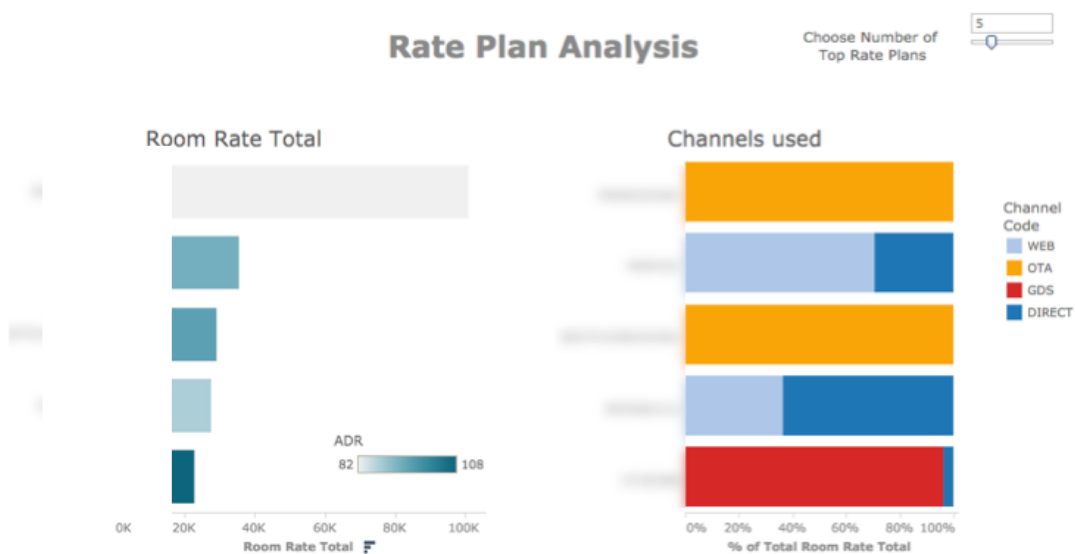 Rate Plan Analysis
Choose Number of
Top Rate Plans
5
Room Rate Total
Channels used
Channel
Code
WEB
OTA
GDS
DIRECT
ADR
82
108
0K 20K 40K 60K 80K 100K
Room Rate Total
0% 20% 40% 60% 80% 100%
% of Total Room Rate Total